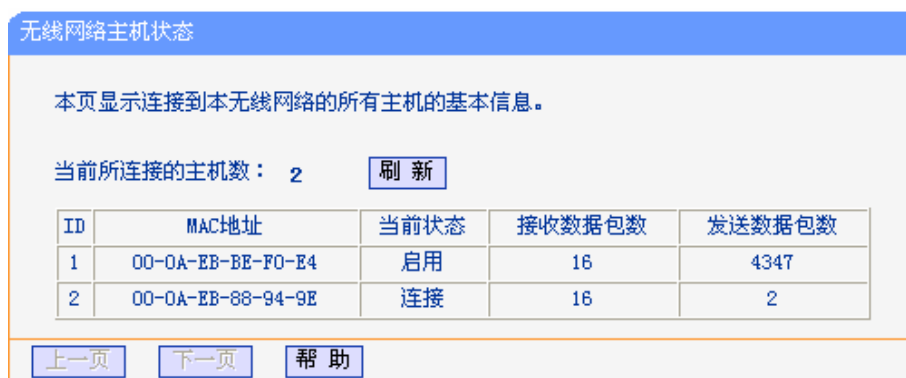 无线网络主机状态
本页显示连接到本无线网络的所有主机的基本信息。
当前所连接的主机数： 2 刷 新
ID MAC地址 当前状态 接收数据包数 发送数据包数
1 00-0A-EB-BE-F0-E4 启用 16 4347
2 00-0A-EB-88-94-9E 连接 16 2
上一页 下一页 帮 助